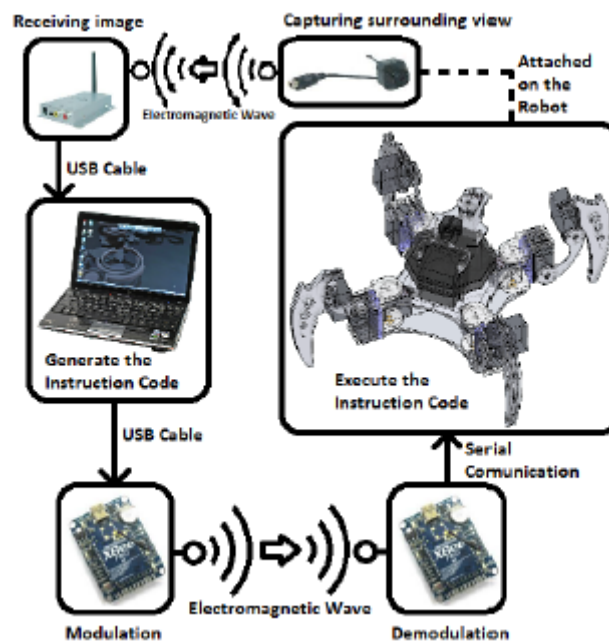 Receiving image
Capturing surrounding view
Electromagnetic Wave
Attached
on the
Robot
USB Cable
Generate the
Instruction Code
Execute the
Instruction Code
USB Cable
Serial
Comunication
Electromagnetic Wave
Modulation
Demodulation